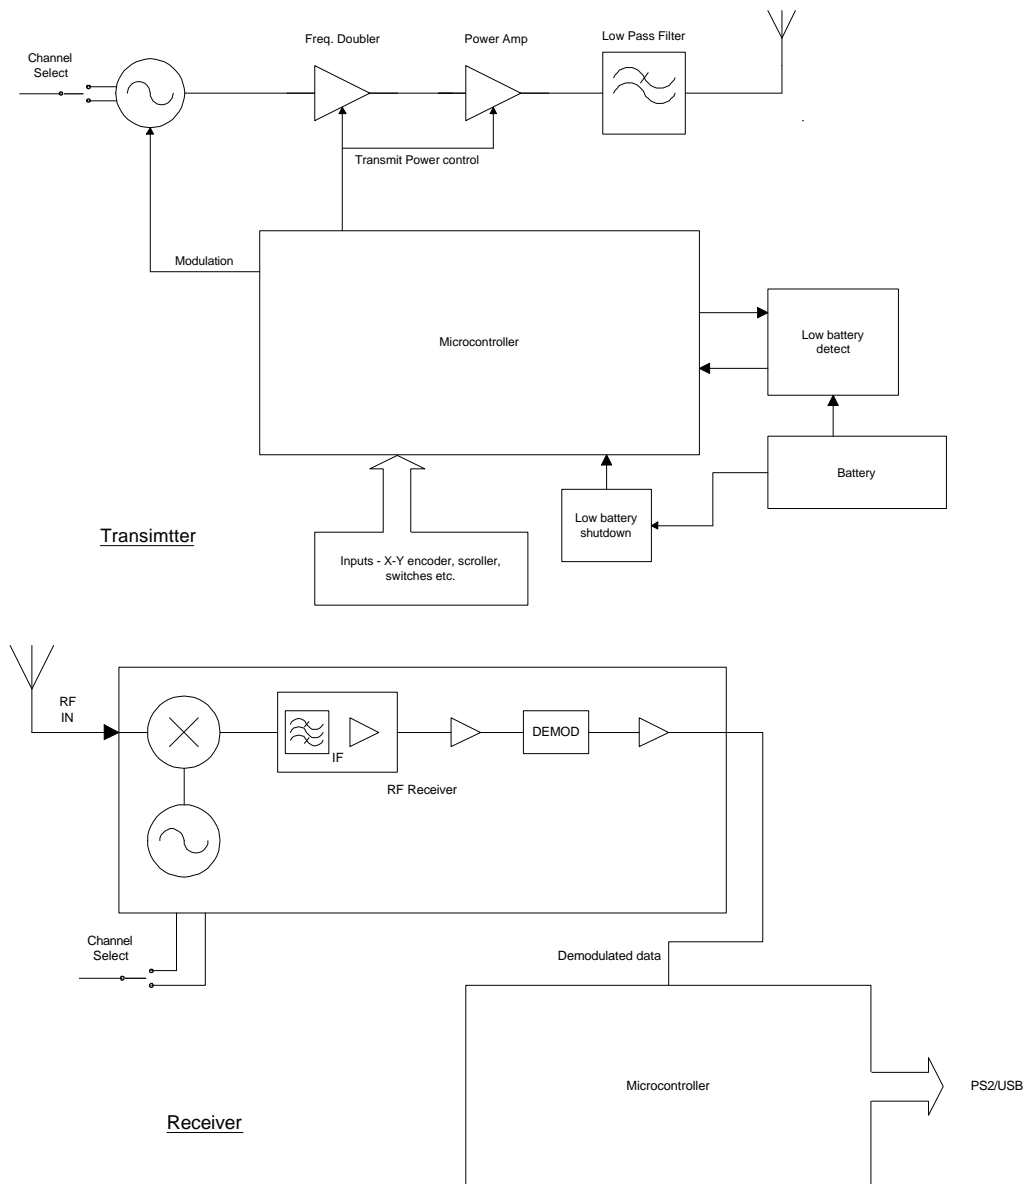 Freq. Doubler
Power Amp
Low Pass Filter
Channel
Select
Transmit Power control
Modulation
Microcontroller
Low battery
detect
Battery
Low battery
shutdown
Transimtter
Inputs - X-Y encoder, scroller,
switches etc.
RF
IN
IF
DEMOD
RF Receiver
Channel
Select
Demodulated data
Microcontroller
PS2/USB
Receiver